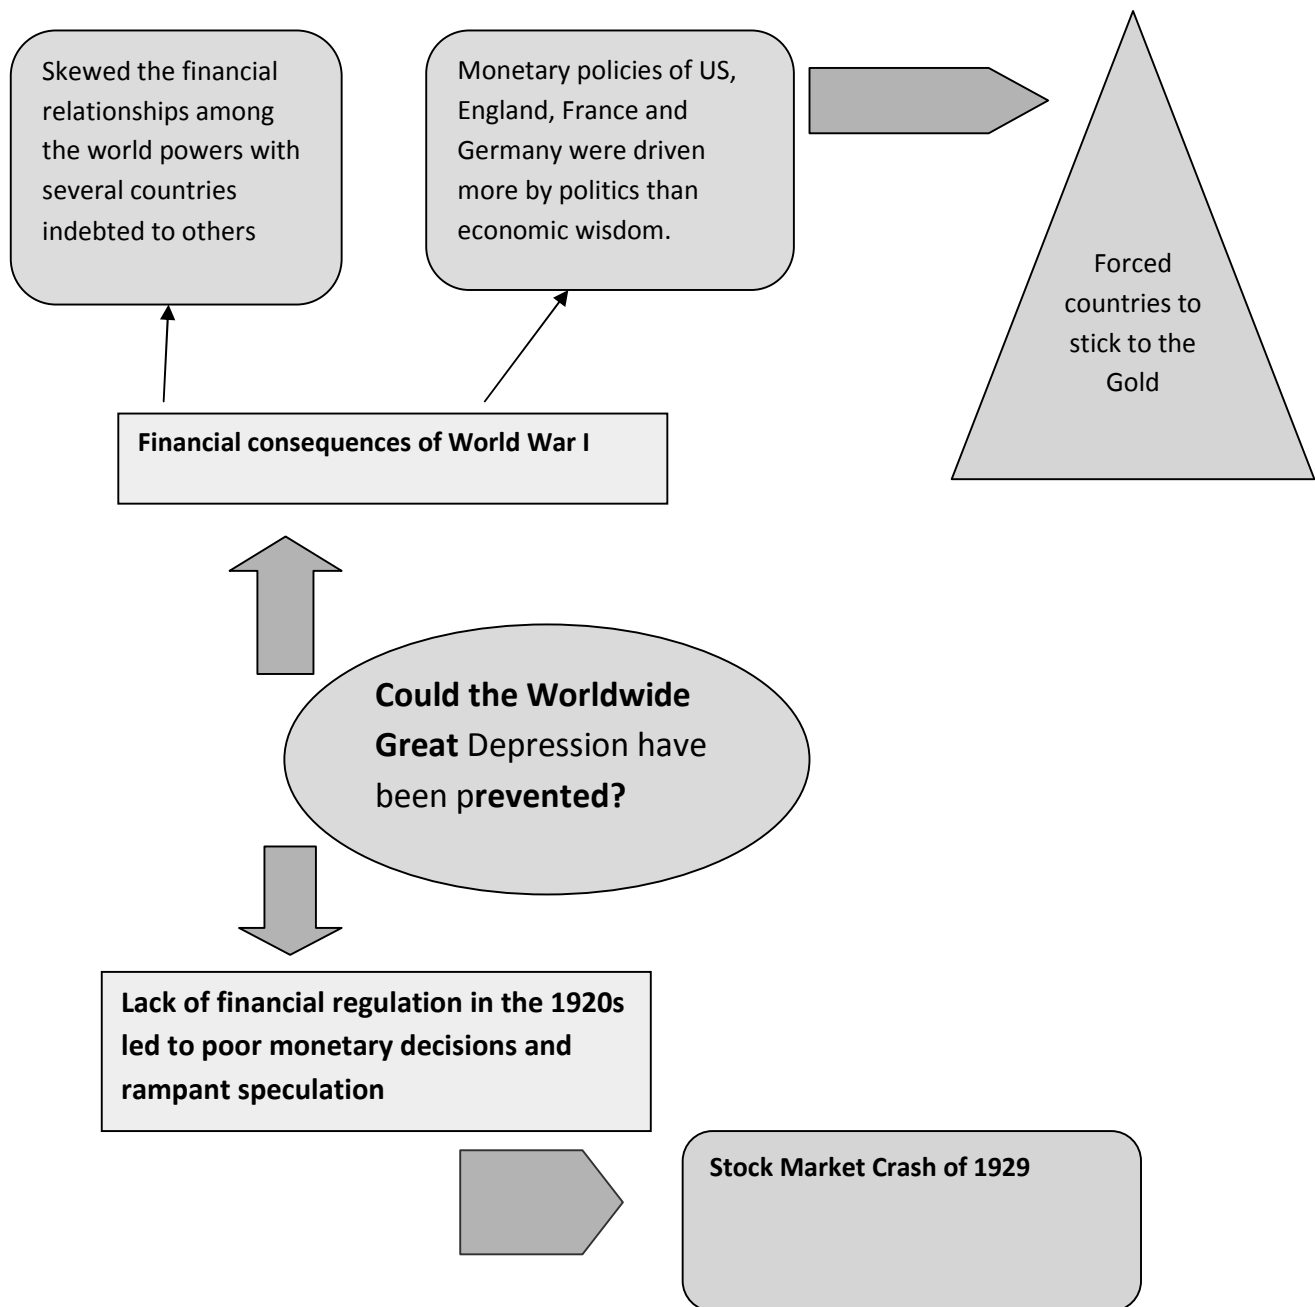 Skewed the financial
relationships among
the world powers with
several countries
indebted to others
Monetary policies of US,
England, France and
Germany were driven
more by politics than
economic wisdom.
Forced
countries to
stick to the
Gold
Financial consequences of World War I
Could the Worldwide
Great Depression have
been prevented?
Lack of financial regulation in the 1920s
led to poor monetary decisions and
rampant speculation
Stock Market Crash of 1929